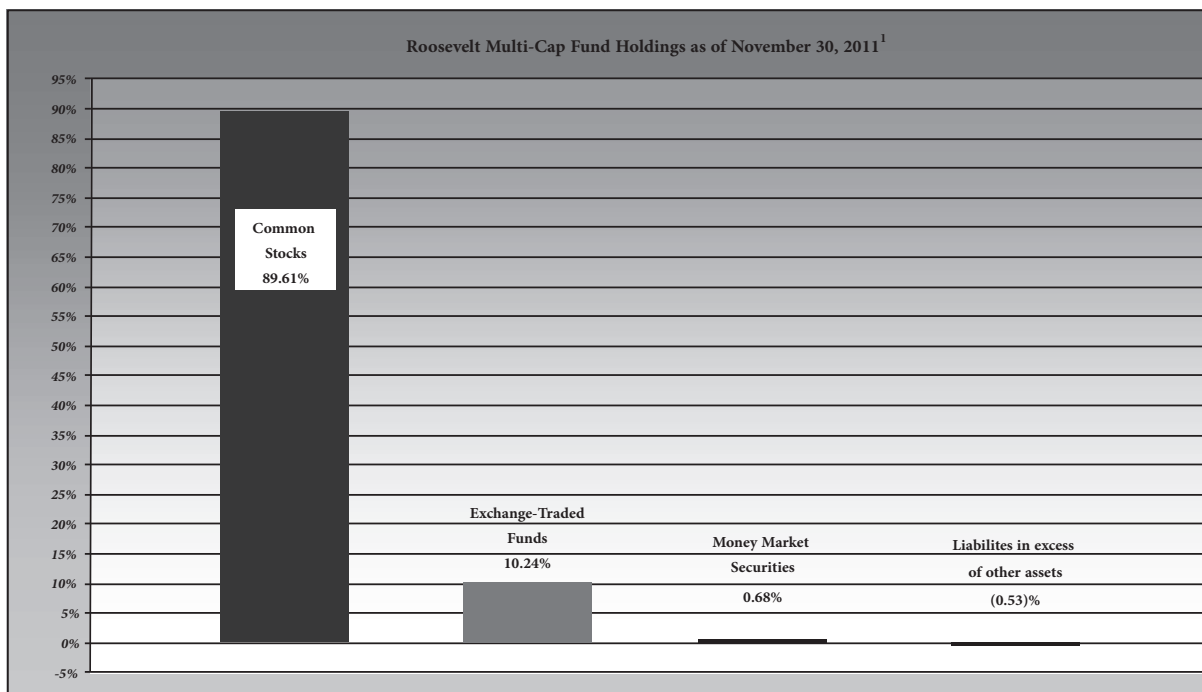 Roosevelt Multi-Cap Fund Holdings as of November 30, 2011¹
95%
90%
85%
80%
75%
70%
65%
60%
55%
50%
45%
40%
35%
30%
25%
20%
15%
10%
5%
0%
-5%
Common
Stocks
89.61%
Exchange-Traded
Funds
10.24%
Money Market
Securities
0.68%
Liabilites in excess
of other assets
(0.53)%